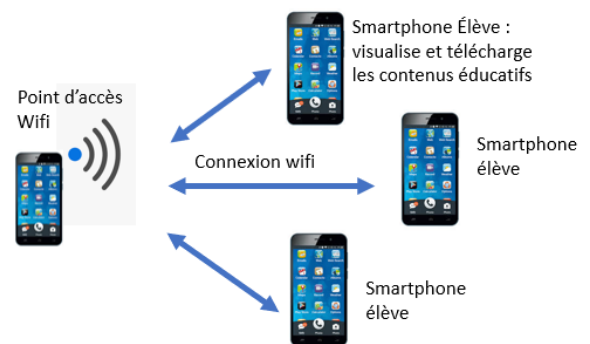 Smartphone Élève :
visualise et télécharge
les contenus éducatifs
Point d'accès
Wifi
Connexion wifi
Smartphone
élève
Smartphone
élève